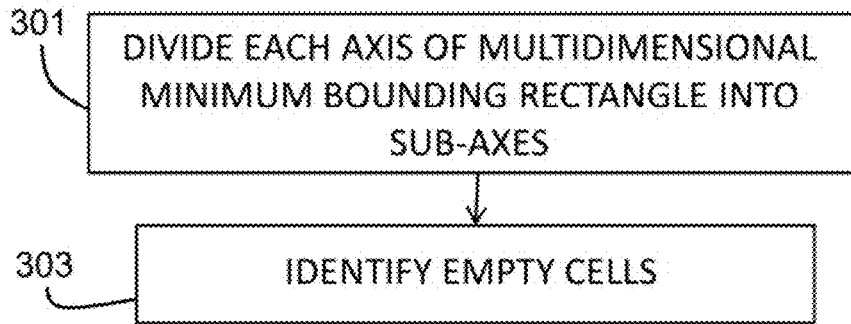 301
DIVIDE EACH AXIS OF MULTIDIMENSIONAL
MINIMUM BOUNDING RECTANGLE INTO
SUB-AXES
303
IDENTIFY EMPTY CELLS